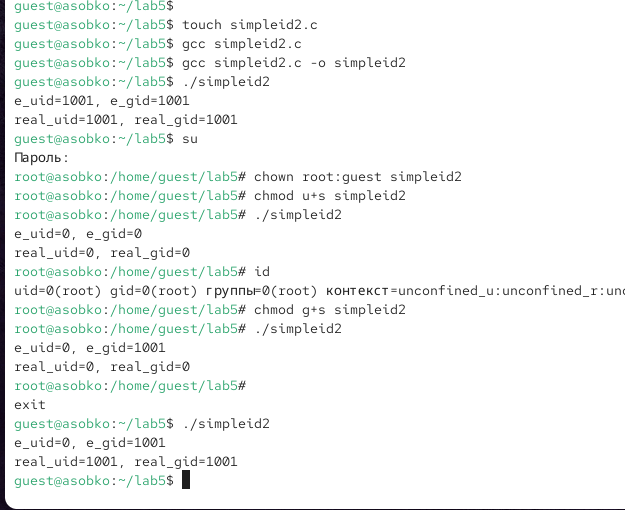 guest@asobko:~/lab5$
guest@asobko:~/lab5$ touch simpleid2.c
guest@asobko:~/lab5$ gcc simpleid2.c
guest@asobko:~/lab5$ gcc simpleid2.c -o simpleid2
guest@asobko:~/lab5$ ./simpleid2
e_uid=1001, e_gid=1001
real_uid=1001, real_gid=1001
guest@asobko:~/lab5$ su
Пароль:
root@asobko:/home/guest/lab5# chown root:guest simpleid2
root@asobko:/home/guest/lab5# chmod u+s simpleid2
root@asobko:/home/guest/lab5# ./simpleid2
e_uid=0, e_gid=0
real_uid=0, real_gid=0
root@asobko:/home/guest/lab5# id
uid=0(root) gid=0(root) группы=0(root) контекст=unconfined_u:unconfined_r:unc
root@asobko:/home/guest/lab5# chmod g+s simpleid2
root@asobko:/home/guest/lab5# ./simpleid2
e_uid=0, e_gid=1001
real_uid=0, real_gid=0
root@asobko:/home/guest/lab5#
exit
guest@asobko:~/lab5$ ./simpleid2
e_uid=0, e_gid=1001
real_uid=1001, real_gid=1001
guest@asobko:~/lab5$